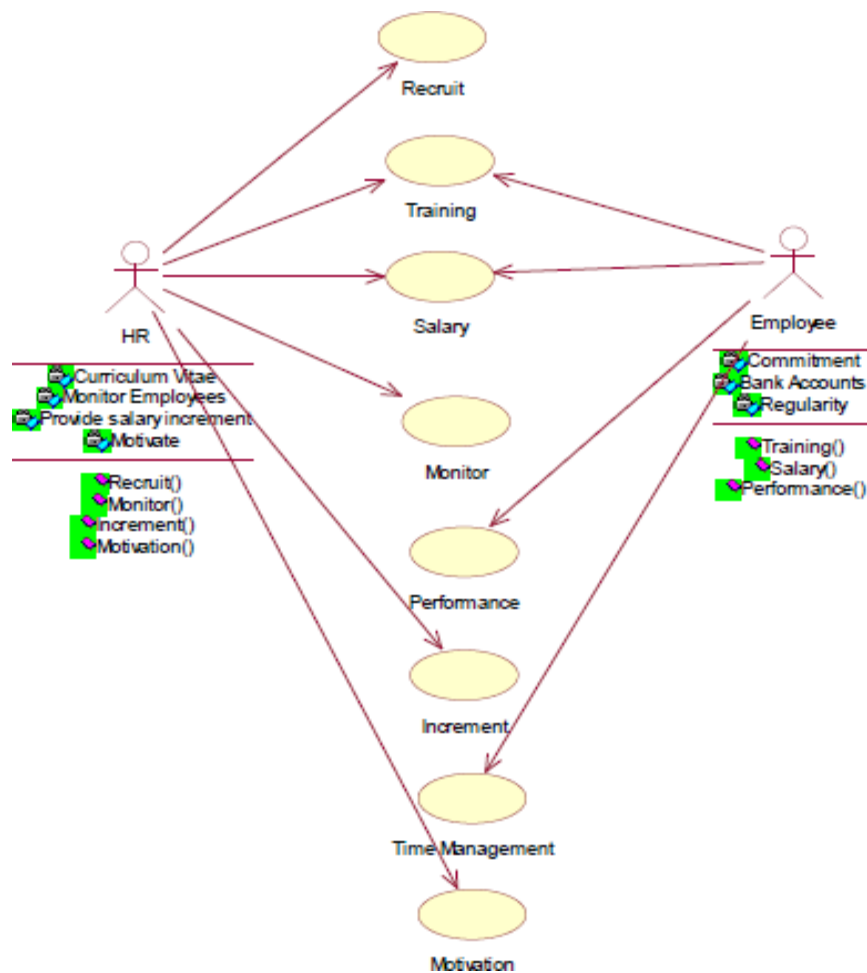 Recruit
Training
Salary
HR
Curriculum Vitae
Monitor Employees
Provide salary increment
Motivate
Recruit()
Monitor()
Increment()
Motivation()
Employee
Commitment
Bank Accounts
Regularity
Training()
Salary()
Performance()
Monitor
Performance
Increment
Time Management
Motivation